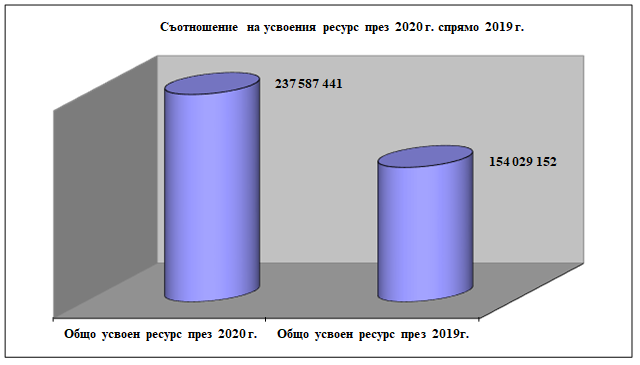 Съотношение на усвоения ресурс през 2020 г. спрямо 2019 г.
237 587 441
154 029 152
Общо усвоен ресурс през 2020 г.
Общо усвоен ресурс през 2019г.